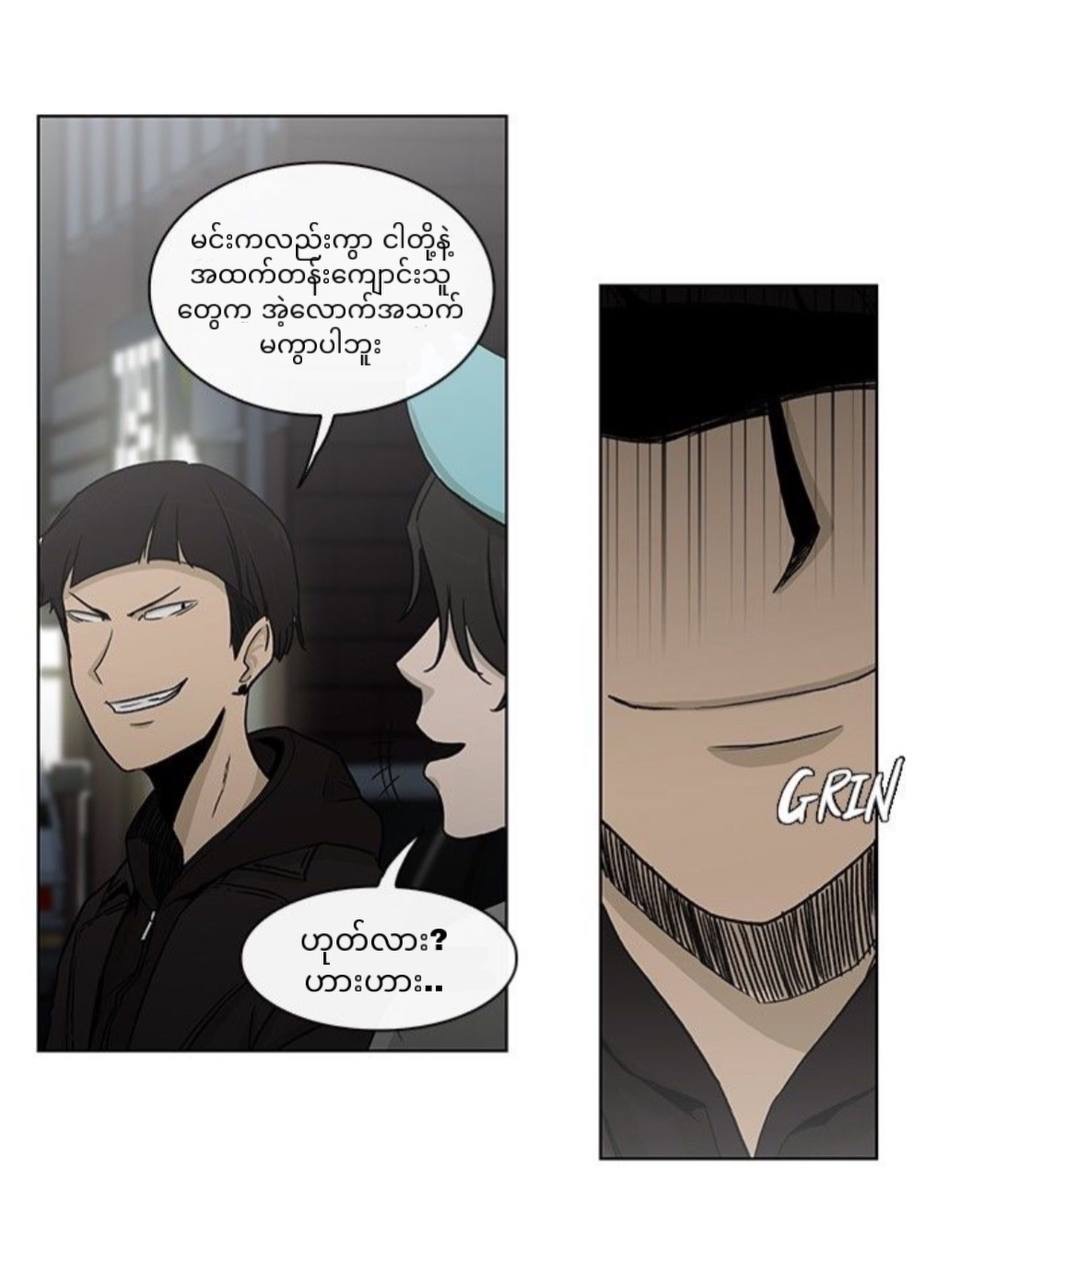 မင်းကလည်းကွာ ငါတို့နဲ့
အထက်တန်းကျောင်းသူ
တွေက အဲ့လောက်အသက်
မကွာပါဘူး
ဟုတ်လား?
ဟားဟား..
GRIN